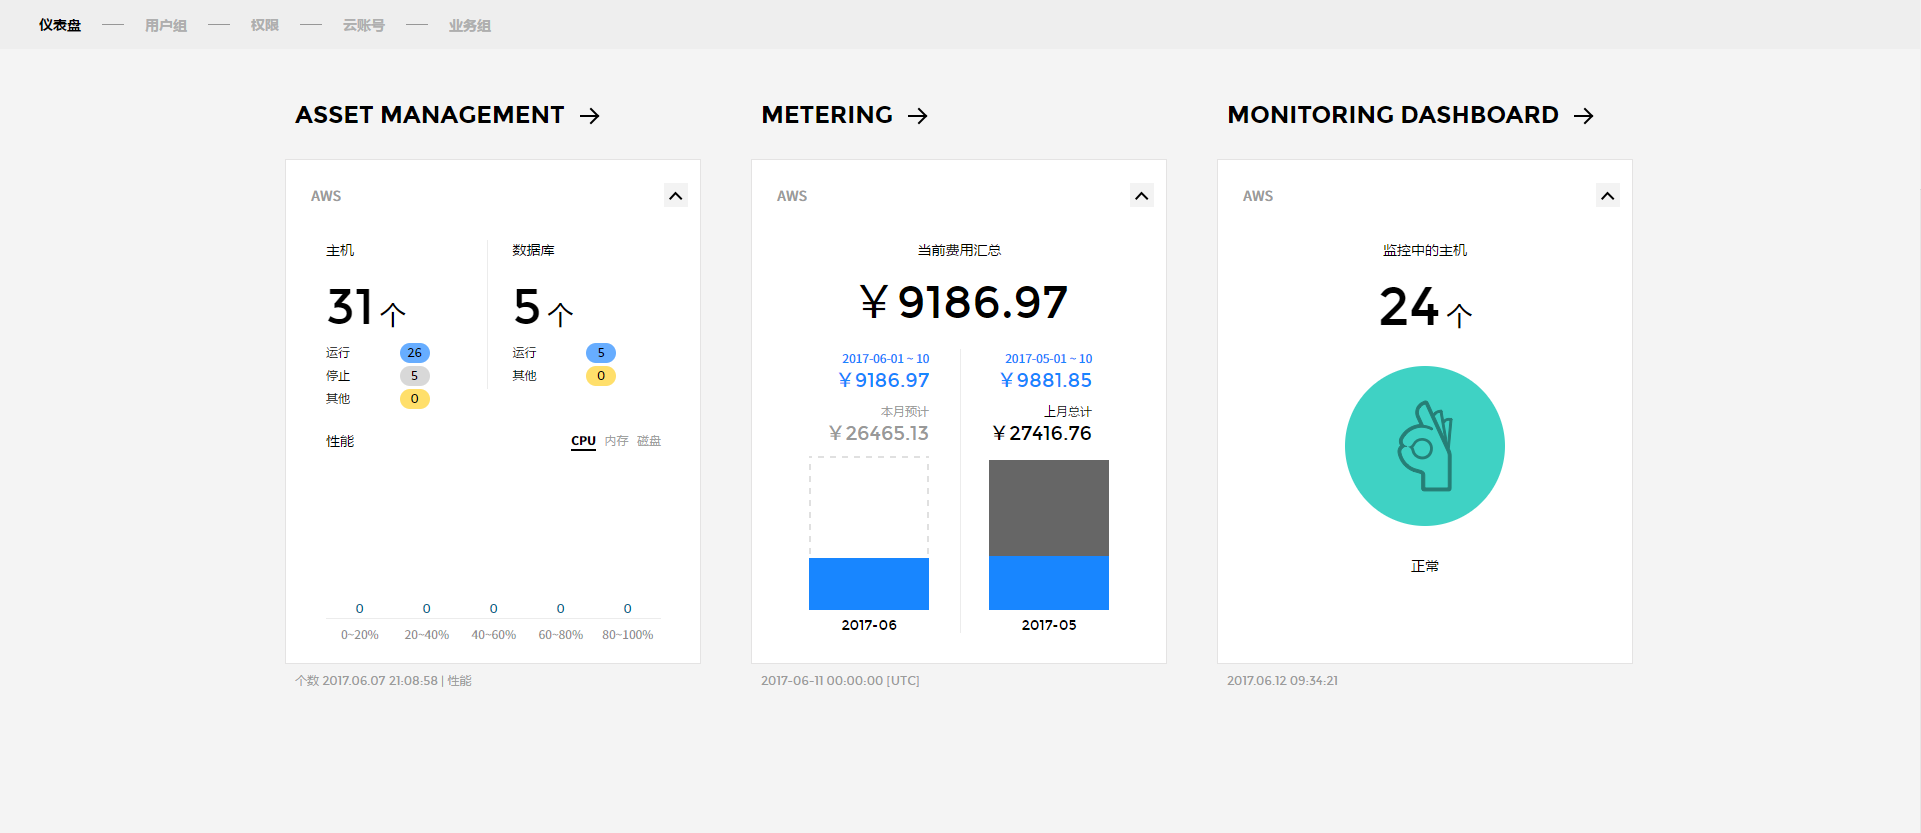 仪表盘 用户组 权限 云账号 业务组
ASSET MANAGEMENT
AWS
主机
31 个
运行 26
停止 5
其他 0
数据库
5 个
运行 5
其他 0
性能 CPU 内存 磁盘
0 0 0 0 0
0~20% 20~40% 40~60% 60~80% 80~100%
个数 2017.06.07 21:08:58 | 性能
METERING
AWS
当前费用汇总
￥9186.97
2017-06-01 ~ 10
￥9186.97
本月预计
￥26465.13
2017-06
2017-05-01 ~ 10
￥9881.85
上月总计
￥27416.76
2017-05
2017-06-11 00:00:00 [UTC]
MONITORING DASHBOARD
AWS
监控中的主机
24 个
正常
2017.06.12 09:34:21